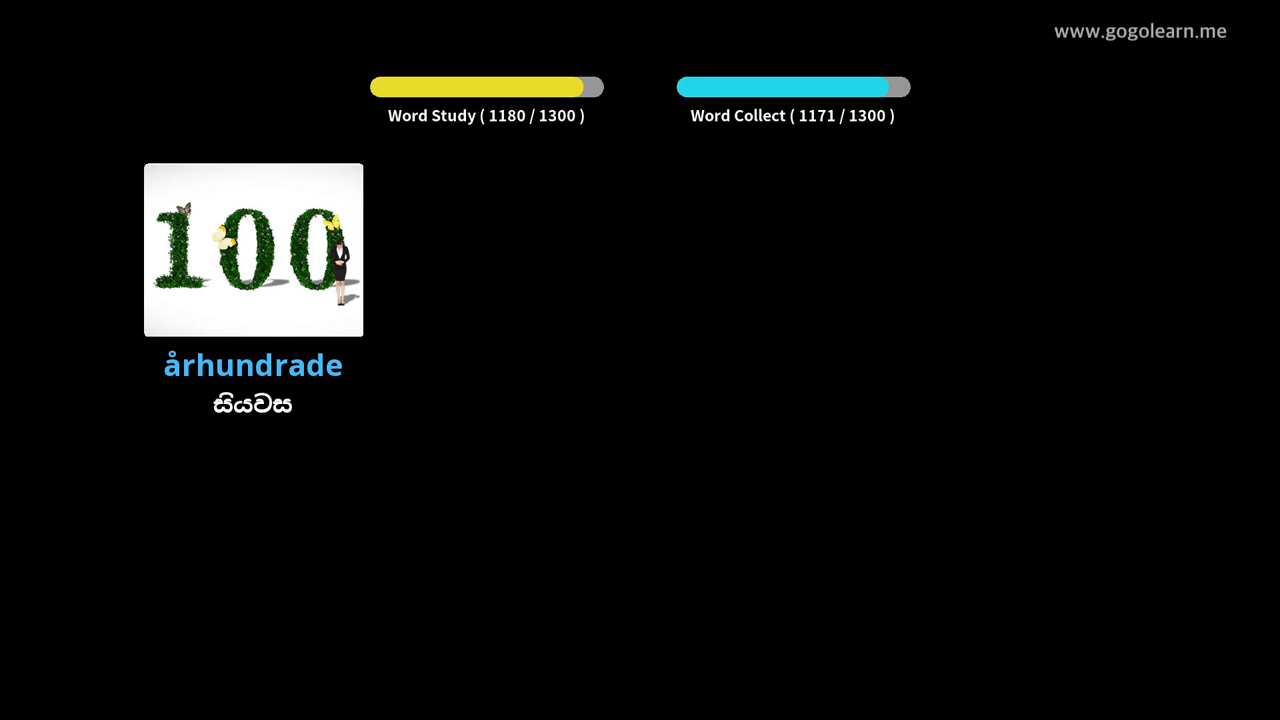 www.gogolearn.me
Word Study ( 1180 / 1300 )
Word Collect ( 1171 / 1300 )
100
århundrade
සියවස